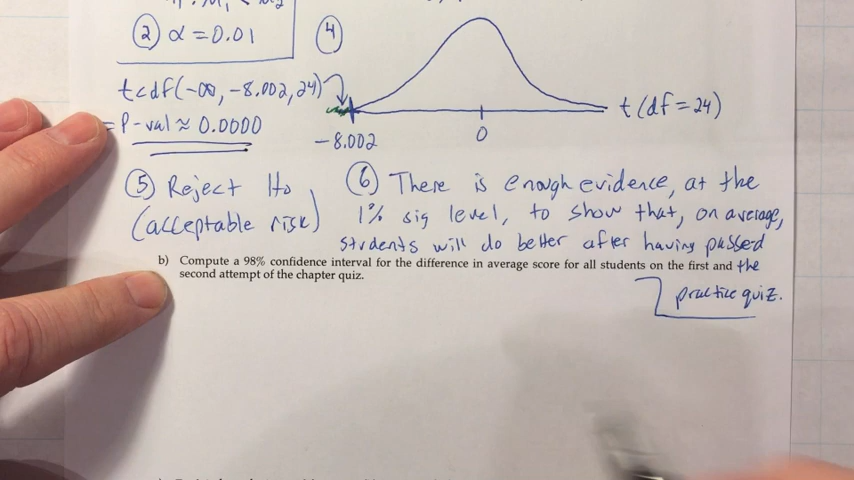 ② α = 0.01
④
tcdf(-∞, -8.002, 24)
= P-val ≈ 0.0000
-8.002
0
t (df = 24)
⑤ Reject H₀
(acceptable risk)
⑥ There is enough evidence, at the
1% sig level, to show that, on average,
students will do better after having passed
the
practice quiz.
b) Compute a 98% confidence interval for the difference in average score for all students on the first and
second attempt of the chapter quiz.